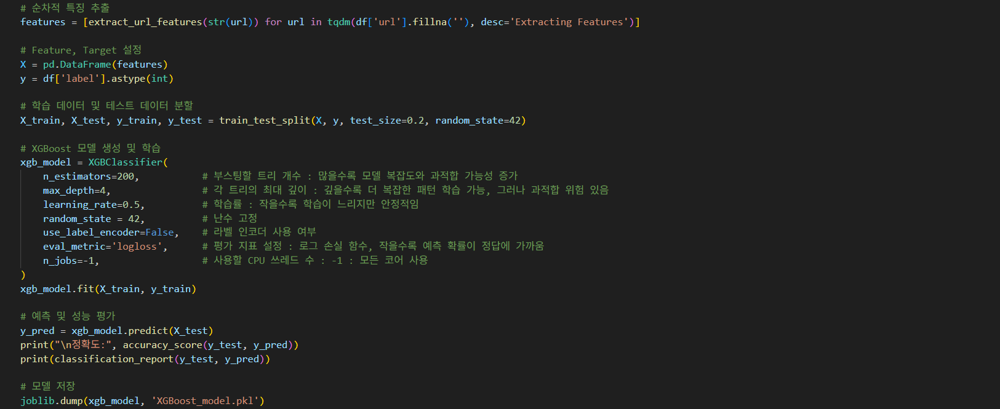 # 순차적 특징 추출
features = [extract_url_features(str(url)) for url in tqdm(df['url'].fillna(''), desc='Extracting Features')]
# Feature, Target 설정
X = pd.DataFrame(features)
y = df['label'].astype(int)
# 학습 데이터 및 테스트 데이터 분할
X_train, X_test, y_train, y_test = train_test_split(X, y, test_size=0.2, random_state=42)
# XGBoost 모델 생성 및 학습
xgb_model = XGBClassifier(
n_estimators=200, # 부스팅할 트리 개수 : 많을수록 모델 복잡도와 과적합 가능성 증가
max_depth=4, # 각 트리의 최대 깊이 : 깊을수록 더 복잡한 패턴 학습 가능, 그러나 과적합 위험 있음
learning_rate=0.5, # 학습률 : 작을수록 학습이 느리지만 안정적임
random_state = 42, # 난수 고정
use_label_encoder=False, # 라벨 인코더 사용 여부
eval_metric='logloss', # 평가 지표 설정 : 로그 손실 함수, 작을수록 예측 확률이 정답에 가까움
n_jobs=-1, # 사용할 CPU 쓰레드 수 : -1 : 모든 코어 사용
)
xgb_model.fit(X_train, y_train)
# 예측 및 성능 평가
y_pred = xgb_model.predict(X_test)
print("\n정확도:", accuracy_score(y_test, y_pred))
print(classification_report(y_test, y_pred))
# 모델 저장
joblib.dump(xgb_model, 'XGBoost_model.pkl')